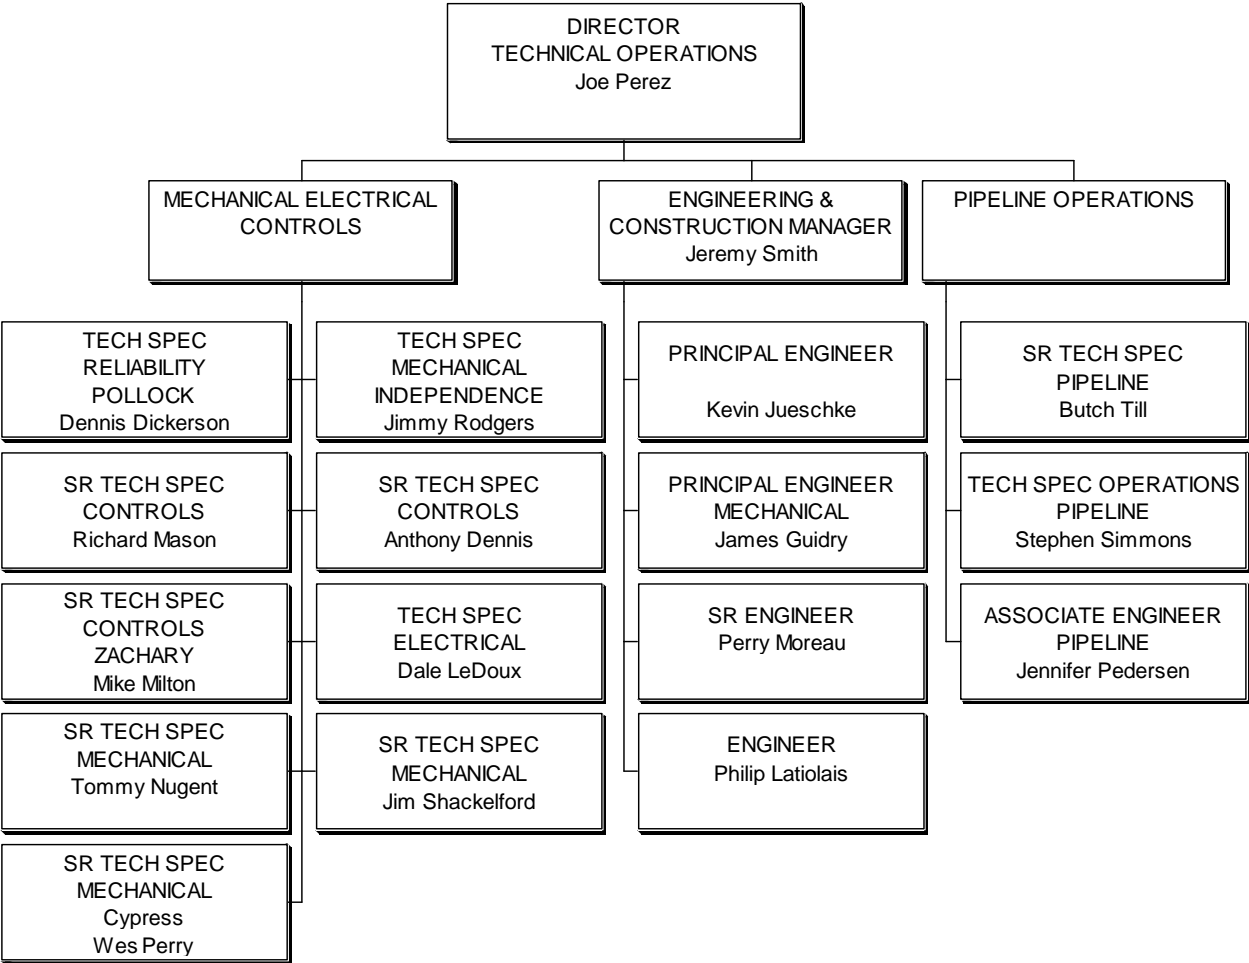 DIRECTOR
TECHNICAL OPERATIONS
Joe Perez
MECHANICAL ELECTRICAL
CONTROLS
ENGINEERING &
CONSTRUCTION MANAGER
Jeremy Smith
PIPELINE OPERATIONS
TECH SPEC
RELIABILITY
POLLOCK
Dennis Dickerson
TECH SPEC
MECHANICAL
INDEPENDENCE
Jimmy Rodgers
PRINCIPAL ENGINEER
Kevin Jueschke
SR TECH SPEC
PIPELINE
Butch Till
SR TECH SPEC
CONTROLS
Richard Mason
SR TECH SPEC
CONTROLS
Anthony Dennis
PRINCIPAL ENGINEER
MECHANICAL
James Guidry
TECH SPEC OPERATIONS
PIPELINE
Stephen Simmons
SR TECH SPEC
CONTROLS
ZACHARY
Mike Milton
TECH SPEC
ELECTRICAL
Dale LeDoux
SR ENGINEER
Perry Moreau
ASSOCIATE ENGINEER
PIPELINE
Jennifer Pedersen
SR TECH SPEC
MECHANICAL
Tommy Nugent
SR TECH SPEC
MECHANICAL
Jim Shackelford
ENGINEER
Philip Latiolais
SR TECH SPEC
MECHANICAL
Cypress
Wes Perry